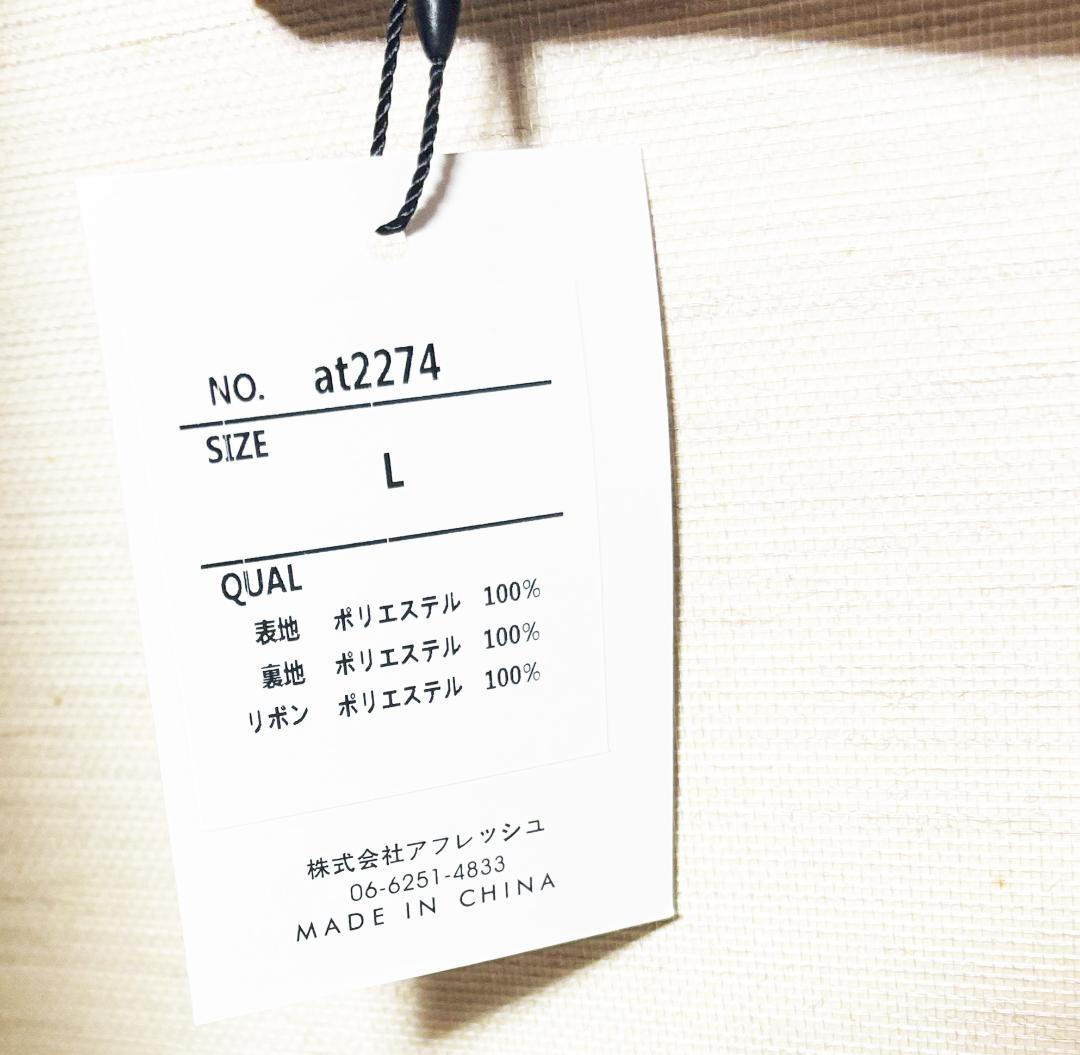 NO. at2274
SIZE
L
QUAL
表地 ポリエステル 100%
裏地 ポリエステル 100%
リボン ポリエステル 100%
株式会社アフレッシュ
06-6251-4833
MADE IN CHINA